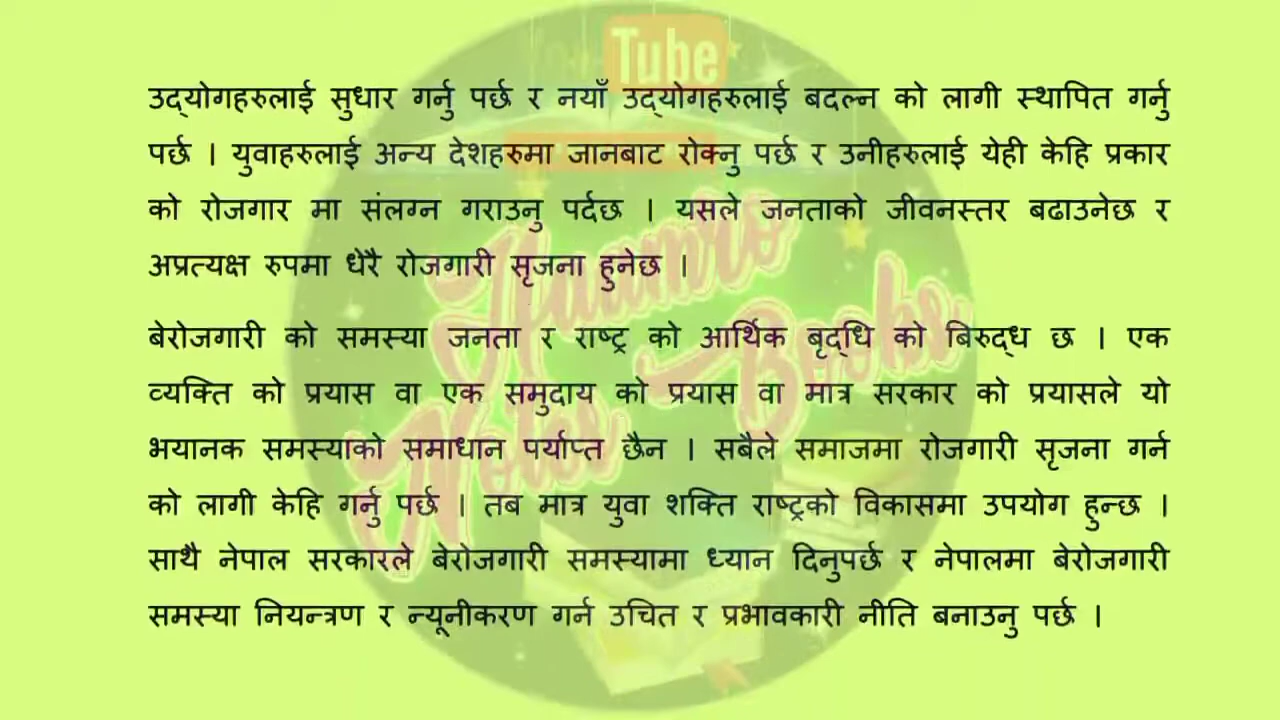 Tube
उद्योगहरुलाई सुधार गर्नु पर्छ र नयाँ उद्योगहरुलाई बदल्न को लागी स्थापित गर्नु
पर्छ । युवाहरुलाई अन्य देशहरुमा जानबाट रोक्नु पर्छ र उनीहरुलाई येही केहि प्रकार
को रोजगार मा संलग्न गराउनु पर्दछ । यसले जनताको जीवनस्तर बढाउनेछ र
अप्रत्यक्ष रुपमा धेरै रोजगारी सृजना हुनेछ ।
बेरोजगारी को समस्या जनता र राष्ट्र को आर्थिक बृद्धि को बिरुद्ध छ । एक
व्यक्ति को प्रयास वा एक समुदाय को प्रयास वा मात्र सरकार को प्रयासले यो
भयानक समस्याको समाधान पर्याप्त छैन । सबैले समाजमा रोजगारी सृजना गर्न
को लागी केहि गर्नु पर्छ । तब मात्र युवा शक्ति राष्ट्रको विकासमा उपयोग हुन्छ ।
साथै नेपाल सरकारले बेरोजगारी समस्यामा ध्यान दिनुपर्छ र नेपालमा बेरोजगारी
समस्या नियन्त्रण र न्यूनीकरण गर्न उचित र प्रभावकारी नीति बनाउनु पर्छ ।
Haamro
Books
Notes